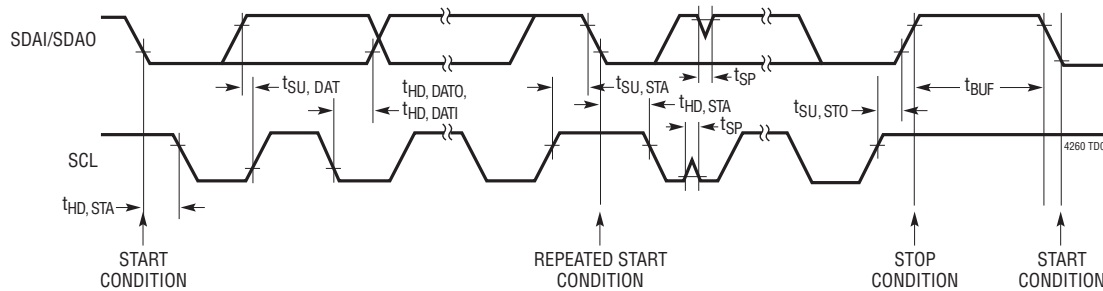 SDAI/SDAO
tSU, DAT
tHD, DATO,
tHD, DATI
tSU, STA
tSP
tHD, STA
tSP
tSU, STO
tBUF
SCL
4260 TD01
tHD, STA
START
CONDITION
REPEATED START
CONDITION
STOP
CONDITION
START
CONDITION